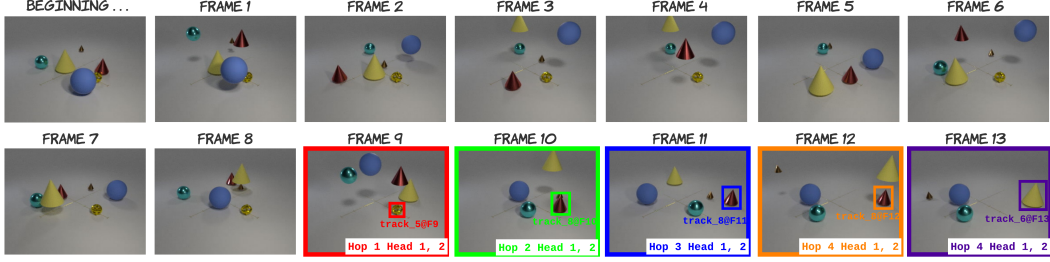 BEGINNING ...
FRAME 1
FRAME 2
FRAME 3
FRAME 4
FRAME 5
FRAME 6
FRAME 7
FRAME 8
FRAME 9
FRAME 10
FRAME 11
FRAME 12
FRAME 13
track_5@F9
track_8@F11
track_6@F13
Hop 1 Head 1, 2
Hop 2 Head 1, 2
Hop 3 Head 1, 2
Hop 4 Head 1, 2
Hop 4 Head 1, 2